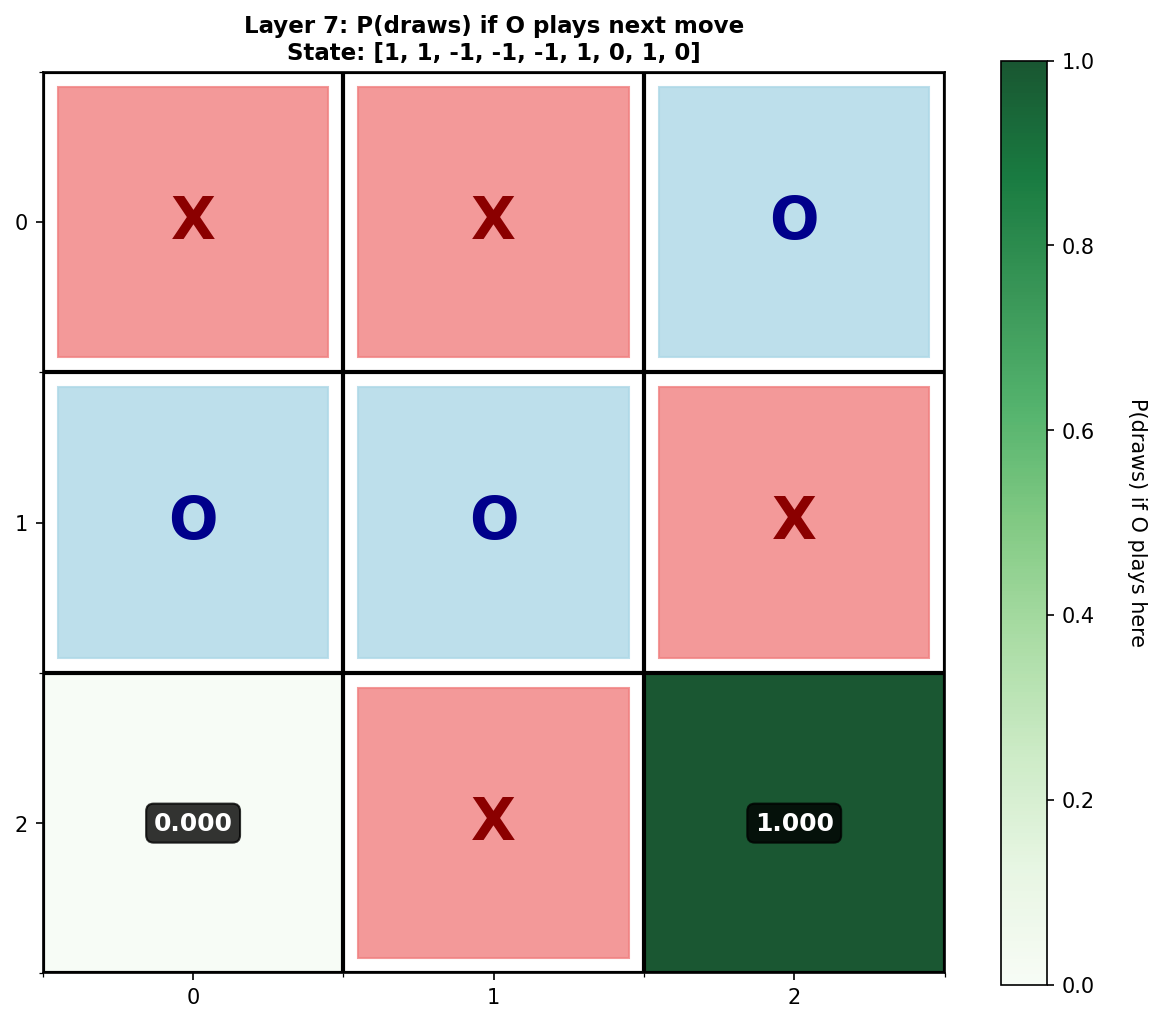 Layer 7: P(draws) if O plays next move
State: [1, 1, -1, -1, -1, 1, 0, 1, 0]
0
X
X
O
1
O
O
X
2
0.000
X
1.000
0
1
2
1.0
0.8
0.6
0.4
0.2
0.0
P(draws) if O plays here